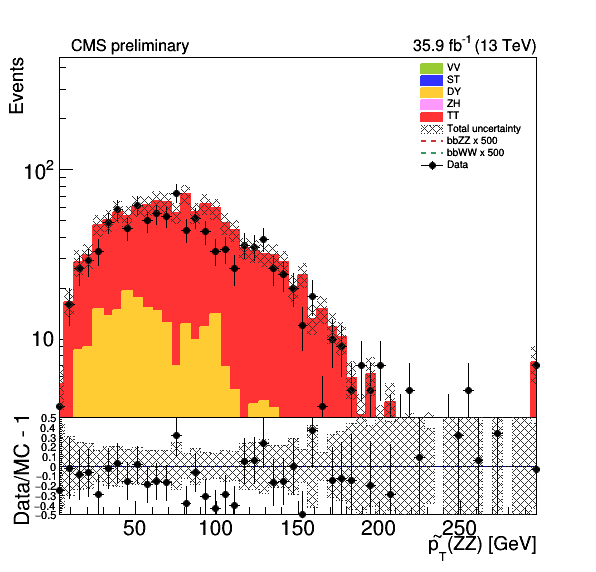 CMS preliminary 35.9 fb⁻¹ (13 TeV)
Events
VV
ST
DY
ZH
TT
Total uncertainty
bbZZ x 500
bbWW x 500
Data
10²
10
Data/MC - 1
0.5
0.4
0.3
0.2
0.1
0
-0.1
-0.2
-0.3
-0.4
-0.5
50 100 150 200 250
p̃_T(ZZ) [GeV]